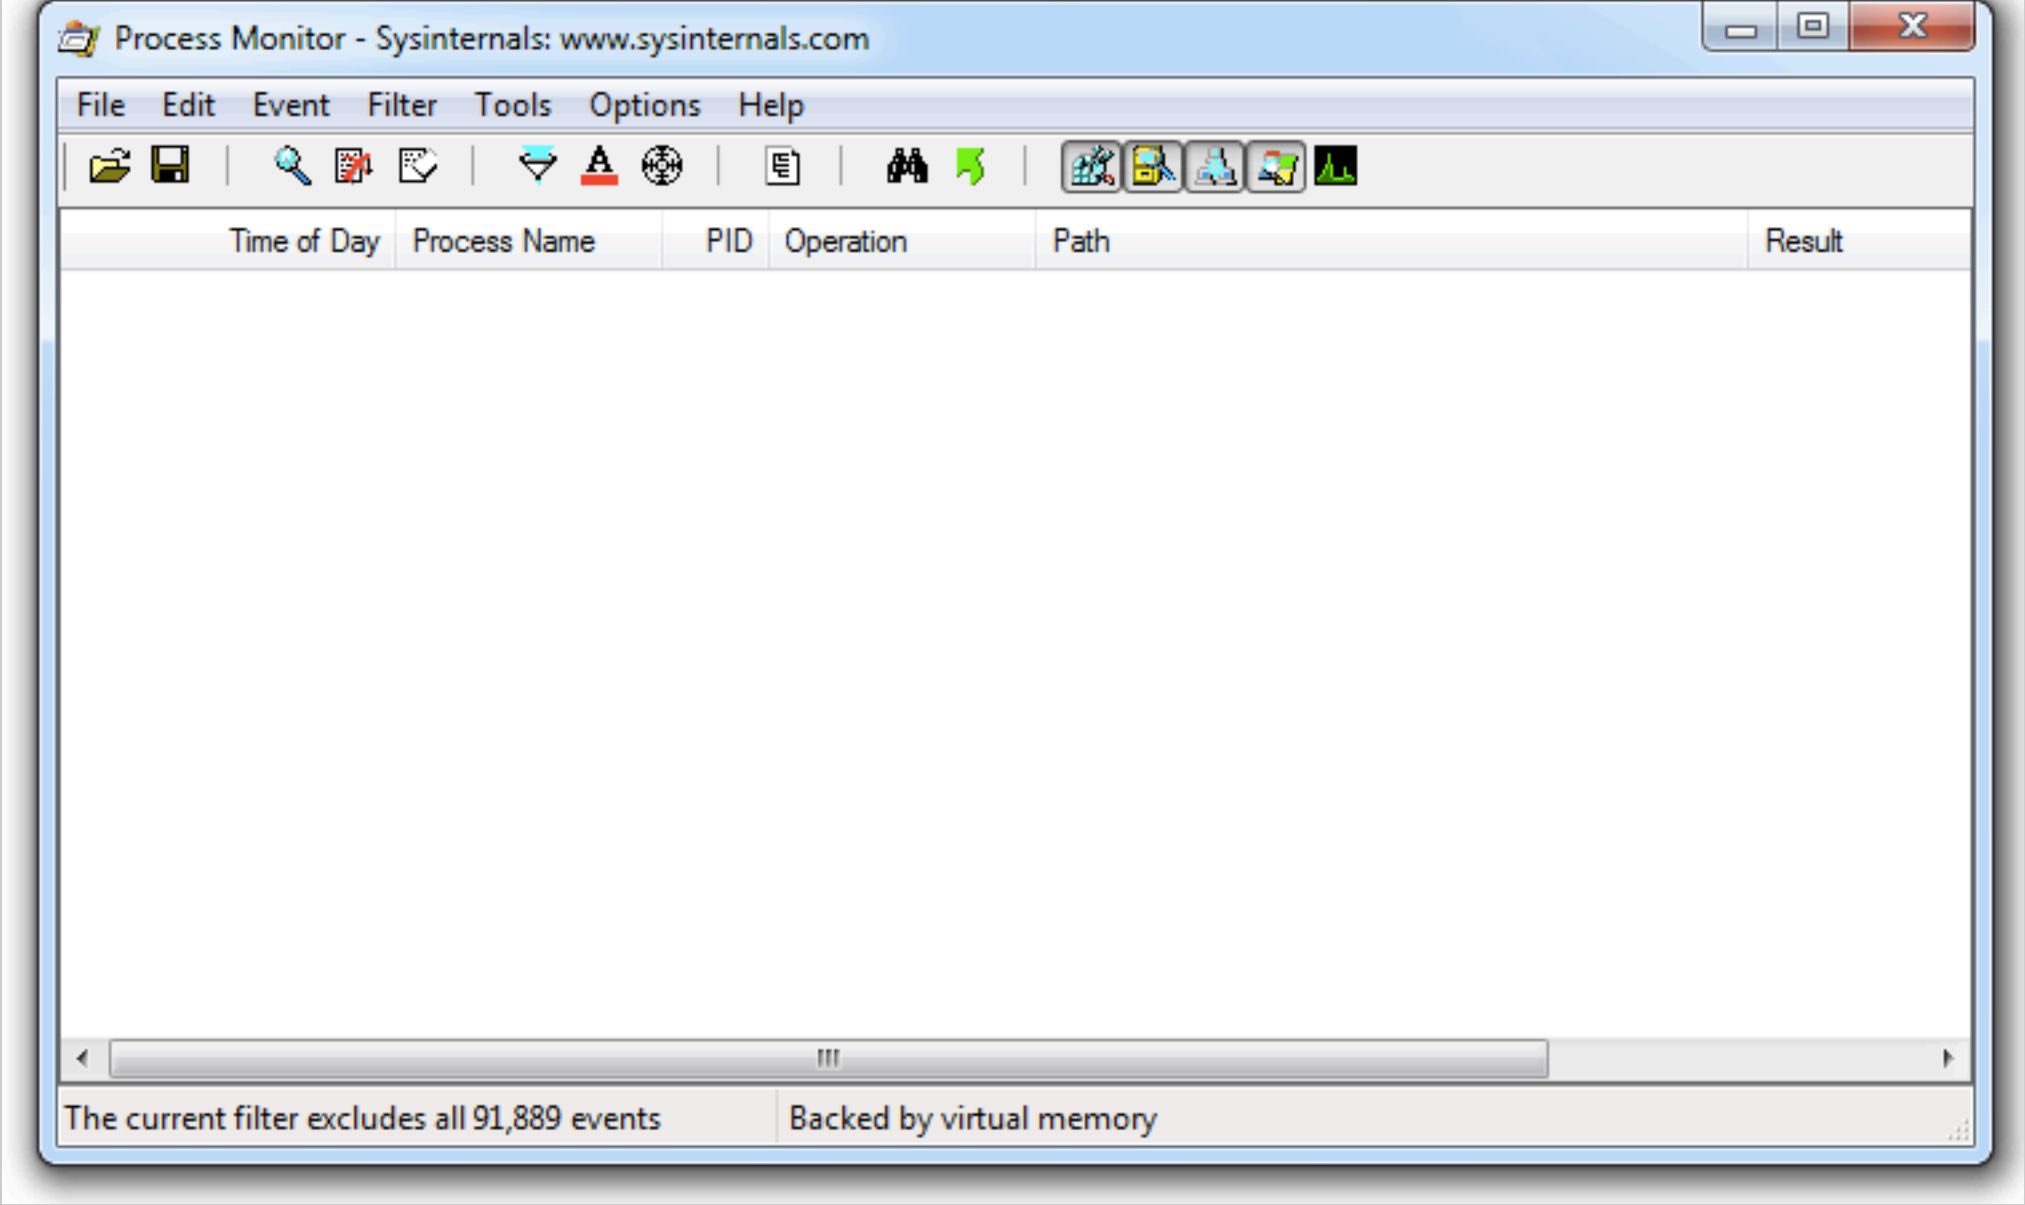 Process Monitor - Sysinternals: www.sysinternals.com
File Edit Event Filter Tools Options Help
Time of Day Process Name PID Operation Path Result
The current filter excludes all 91,889 events Backed by virtual memory